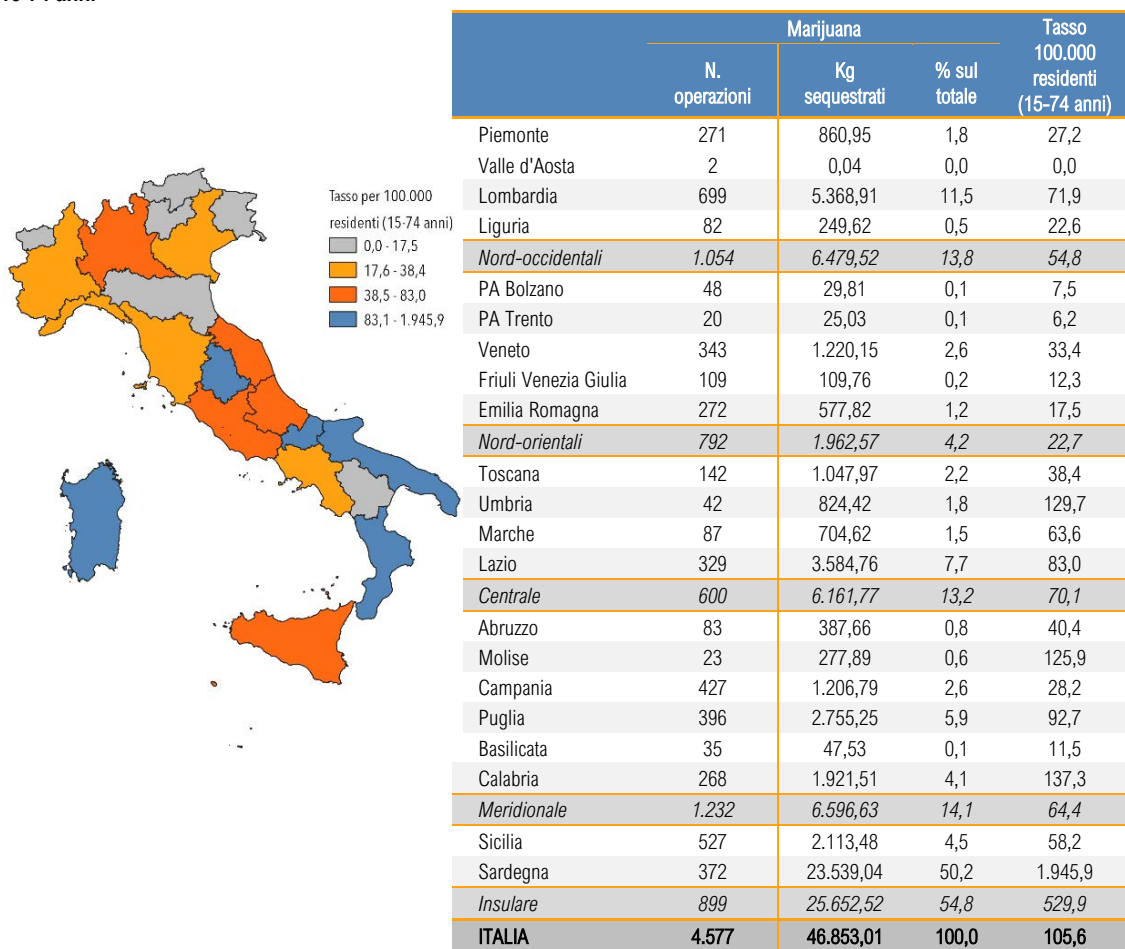 Tasso per 100.000
residenti (15-74 anni)
0,0 - 17,5
17,6 - 38,4
38,5 - 83,0
83,1 - 1.945,9
Marijuana Tasso 100.000 residenti (15-74 anni)
N. operazioni Kg sequestrati % sul totale
Piemonte 271 860,95 1,8 27,2
Valle d'Aosta 2 0,04 0,0 0,0
Lombardia 699 5.368,91 11,5 71,9
Liguria 82 249,62 0,5 22,6
Nord-occidentali 1.054 6.479,52 13,8 54,8
PA Bolzano 48 29,81 0,1 7,5
PA Trento 20 25,03 0,1 6,2
Veneto 343 1.220,15 2,6 33,4
Friuli Venezia Giulia 109 109,76 0,2 12,3
Emilia Romagna 272 577,82 1,2 17,5
Nord-orientali 792 1.962,57 4,2 22,7
Toscana 142 1.047,97 2,2 38,4
Umbria 42 824,42 1,8 129,7
Marche 87 704,62 1,5 63,6
Lazio 329 3.584,76 7,7 83,0
Centrale 600 6.161,77 13,2 70,1
Abruzzo 83 387,66 0,8 40,4
Molise 23 277,89 0,6 125,9
Campania 427 1.206,79 2,6 28,2
Puglia 396 2.755,25 5,9 92,7
Basilicata 35 47,53 0,1 11,5
Calabria 268 1.921,51 4,1 137,3
Meridionale 1.232 6.596,63 14,1 64,4
Sicilia 527 2.113,48 4,5 58,2
Sardegna 372 23.539,04 50,2 1.945,9
Insulare 899 25.652,52 54,8 529,9
ITALIA 4.577 46.853,01 100,0 105,6